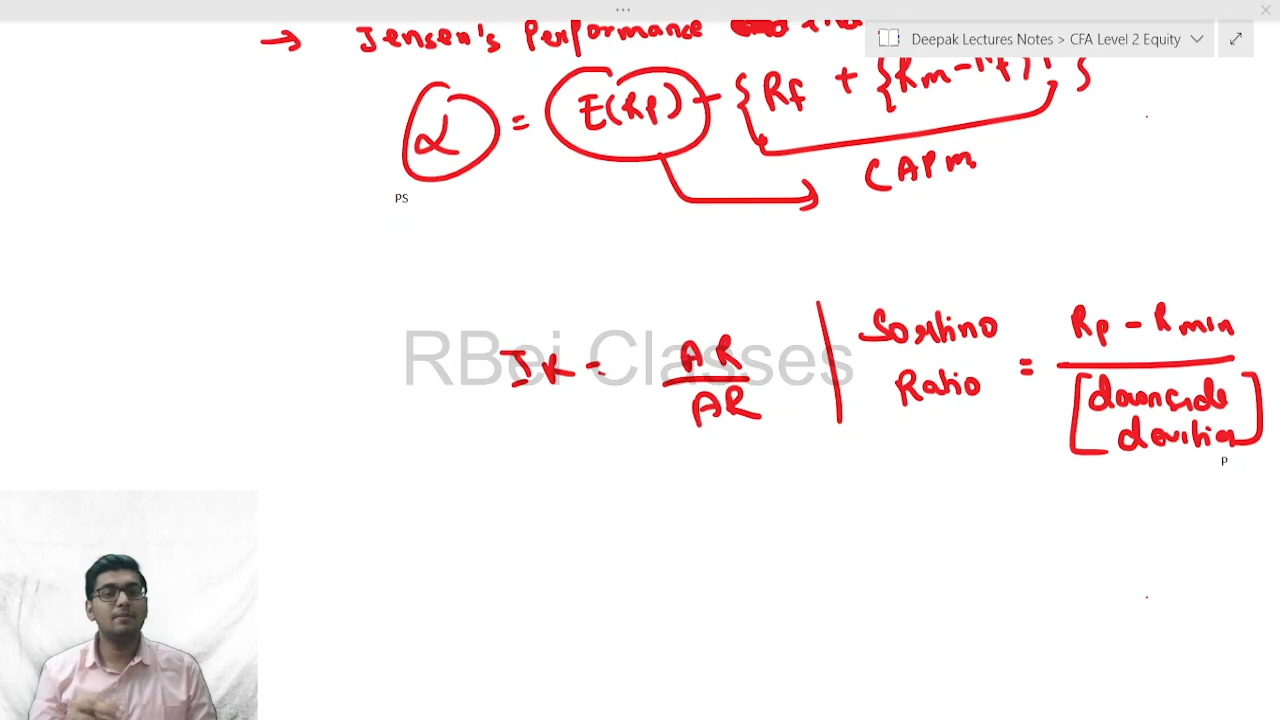 → Jensen's Performance
Deepak Lectures Notes > CFA Level 2 Equity
α = E(Rp) - { Rf + {Rm - Rf) }
CAPM
PS
RBei Classes
IR = AR / AR
Sortino Ratio = Rp - Rmin / [downside devition]
P